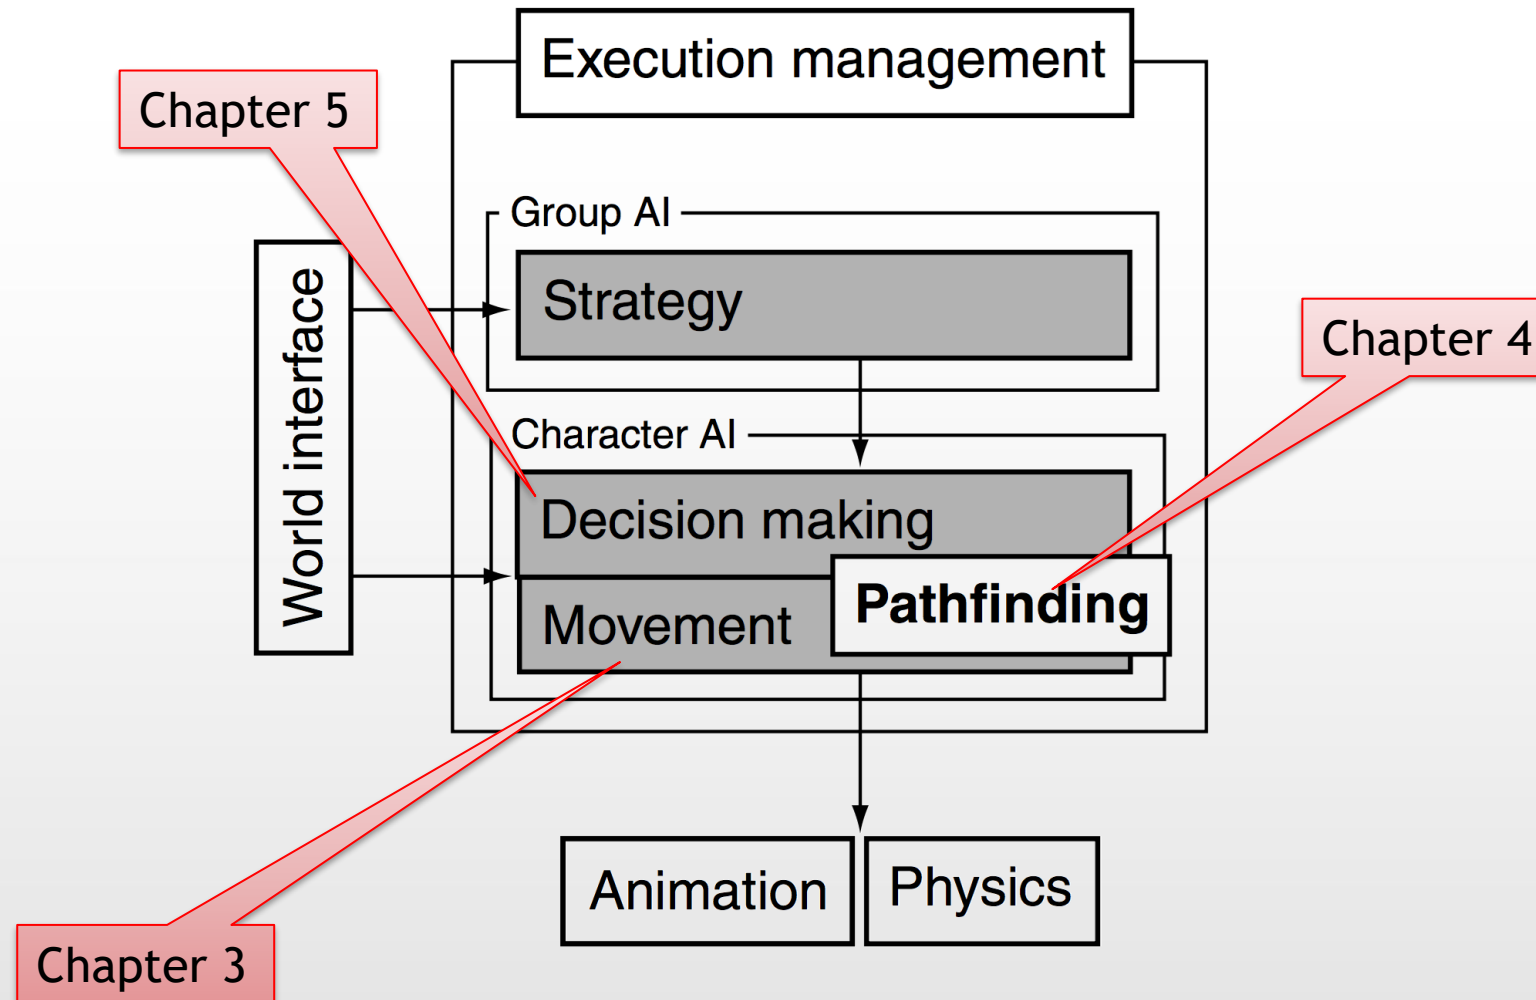 Execution management
Chapter 5
Group AI
Strategy
World interface
Chapter 4
Character AI
Decision making
Pathfinding
Movement
Animation
Physics
Chapter 3